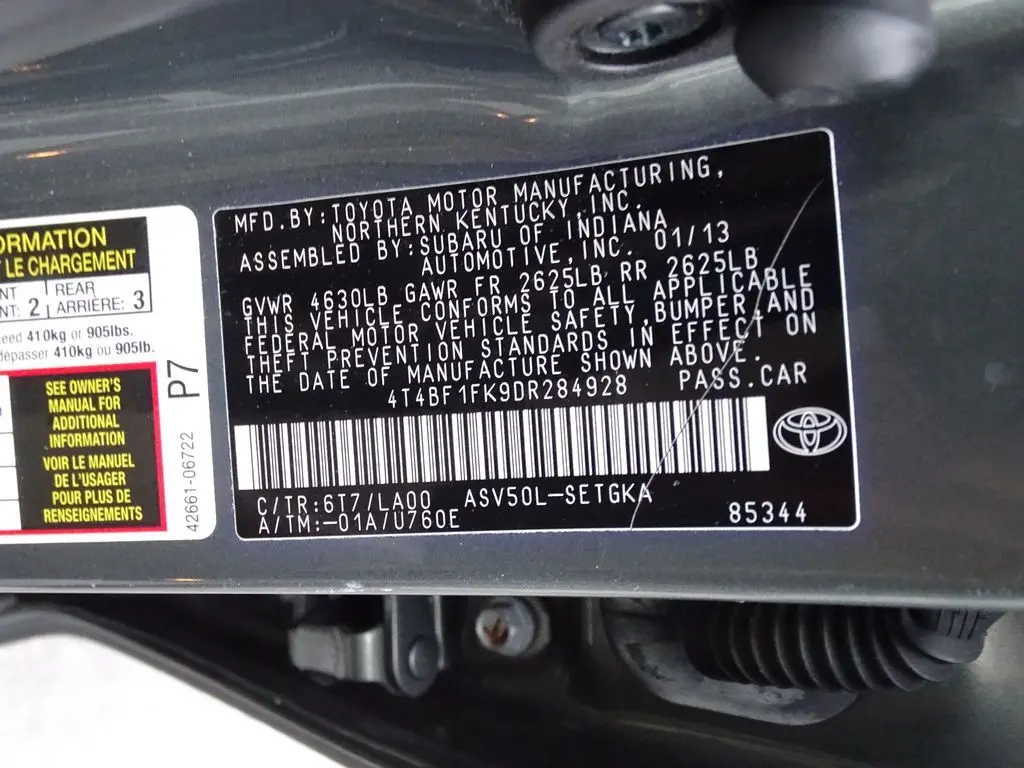 ORMATION
LE CHARGEMENT
NT 2 REAR
NT: ARRIÈRE: 3
eed 410kg or 905lbs.
dépasser 410kg ou 905lb.
SEE OWNER'S
MANUAL FOR
ADDITIONAL
INFORMATION
VOIR LE MANUEL
DE L'USAGER
POUR PLUS DE
RENSEIGNEMENTS
P7
42661-06722
MFD.BY:TOYOTA MOTOR MANUFACTURING,
NORTHERN KENTUCKY, INC.
ASSEMBLED BY:SUBARU OF INDIANA
AUTOMOTIVE,INC. 01/13
GVWR 4630LB GAWR FR 2625LB RR 2625LB
THIS VEHICLE CONFORMS TO ALL APPLICABLE
FEDERAL MOTOR VEHICLE SAFETY,BUMPER,AND
THEFT PREVENTION STANDARDS IN EFFECT ON
THE DATE OF MANUFACTURE SHOWN ABOVE.
4T4BF1FK9DR284928 PASS.CAR
C/TR:6T7/LA00 ASV50L-SETGKA
A/TM:-01A/U760E 85344